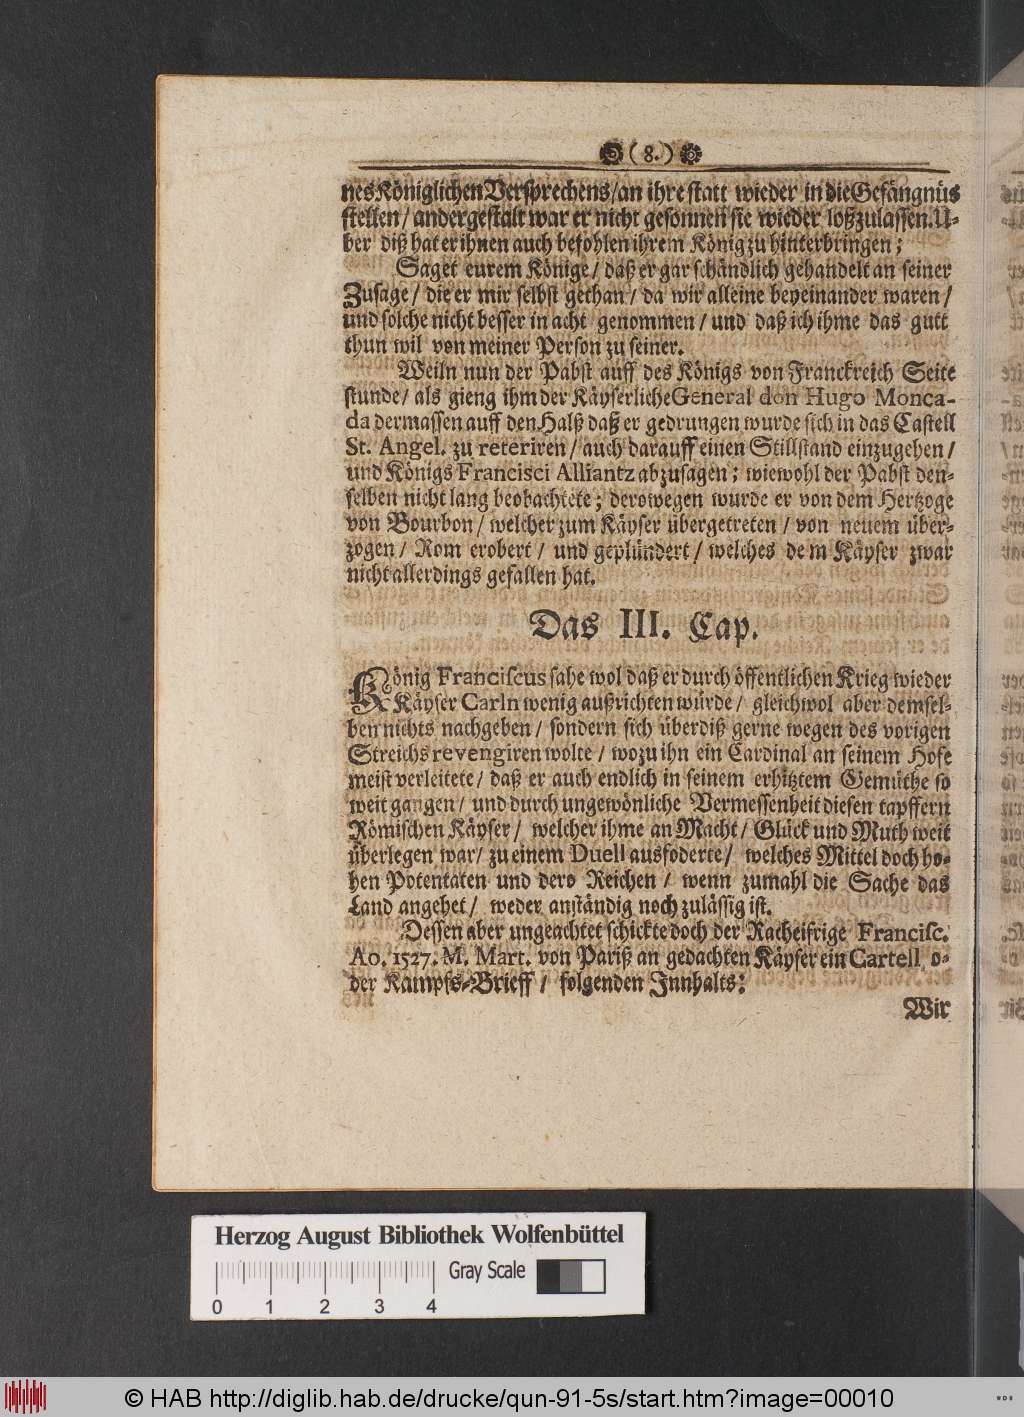 ( 8. )
nes Königlichen Versprechens/an ihre statt wieder in die Gefängnüs
stellen/ andergestalt war er nicht gesonnen sie wieder loßzulassen. U-
ber diß hat er ihnen auch befohlen ihrem König zu hinterbringen;
Saget eurem Könige/ daß er gar schändlich gehandelt an seiner
Zusage/ die er mir selbst gethan/ da wir alleine beyeinander waren/
und solche nicht besser in acht genommen/ und daß ich ihme das gutt
thun wil von meiner Person zu seiner.
Weiln nun der Pabst auff des Königs von Franckreich Seite
stunde/ als gieng ihm der Käyserliche General don Hugo Monca-
da dermassen auff den Halß daß er gedrungen wurde sich in das Castell
St. Angel. zu reteriren/ auch darauff einen Stillstand einzugehen/
und Königs Francisci Alliantz abzusagen; wiewohl der Pabst den-
selben nicht lang beobachtete; derowegen wurde er von dem Hertzoge
von Bourbon/ welcher zum Käyser übergetreten/ von neuem über-
zogen/ Rom erobert/ und geplündert/ welches dem Käyser zwar
nicht allerdings gefallen hat.
Das III. Cap.
König Franciscus sahe wol daß er durch öffentlichen Krieg wieder
Käyser Carln wenig außrichten würde/ gleichwol aber demsel-
ben nichts nachgeben/ sondern sich überdiß gerne wegen des vorigen
Streichs revengiren wolte/ wozu ihn ein Cardinal an seinem Hofe
meist verleitete/ daß er auch endlich in seinem erhitztem Gemüthe so
weit gangen/ und durch ungewönliche Vermessenheit diesen tapffern
Römischen Käyser/ welcher ihme an Macht/ Glück und Muth weit
überlegen war/ zu einem Duell ausfoderte/ welches Mittel doch ho-
hen Potentaten und dero Reichen/ wenn zumahl die Sache das
Land angehet/ weder anständig noch zulässig ist.
Dessen aber ungeachtet schickte doch der Racheifrige Francisc.
Ao. 1527. M. Mart. von Pariß an gedachten Käyser ein Cartell o-
der Kampfs-Brieff/ folgenden Innhalts:
Wir
Herzog August Bibliothek Wolfenbüttel
Gray Scale
0 1 2 3 4
© HAB http://diglib.hab.de/drucke/qun-91-5s/start.htm?image=00010